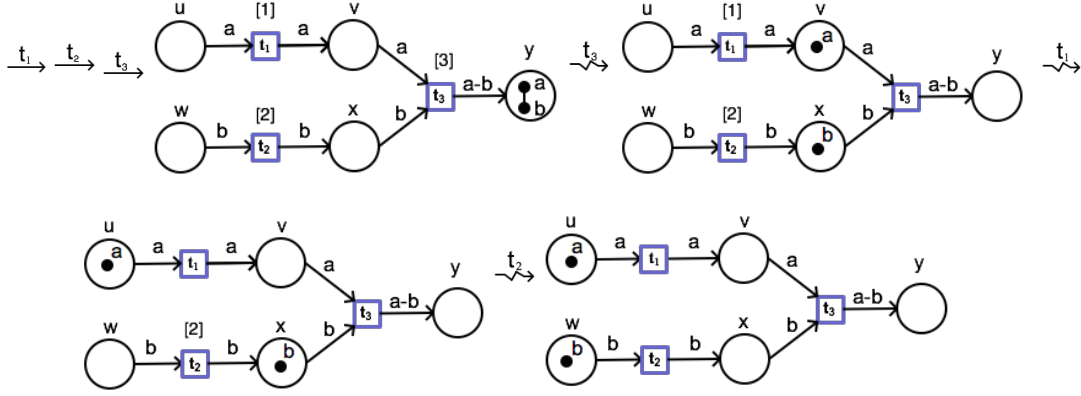 t₁ t₂ t₃
u [1] v
a t₁ a a [3] y
t₃ a-b a b
w [2] x b
b t₂ b
t₃
u [1] v
a t₁ a a a y
t₃ a-b
w [2] x b
b t₂ b b
t₁
u v
a a t₁ a a y
t₃ a-b
w [2] x b
b t₂ b b
t₂
u v
a a t₁ a a y
t₃ a-b
w x b
b b t₂ b